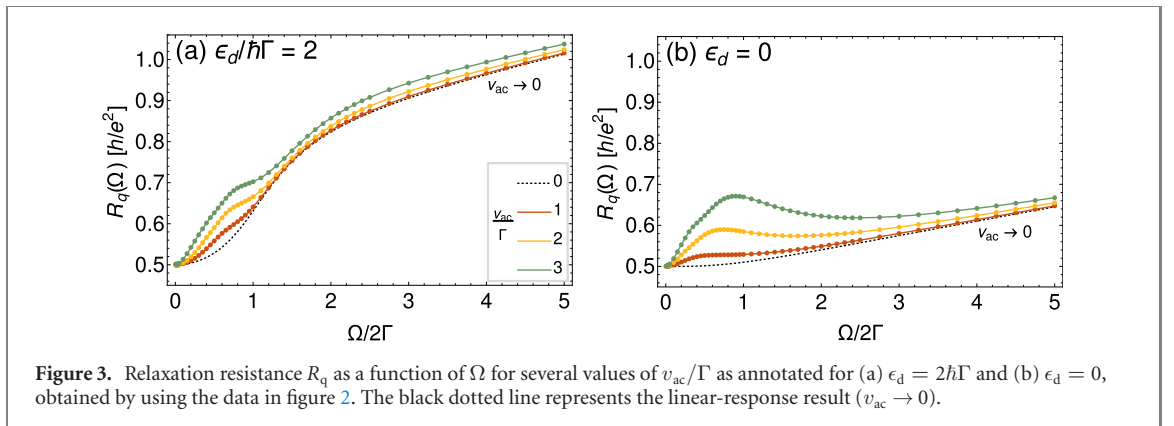 (a) ϵd/ħΓ = 2
1.0
0.9
0.8
0.7
0.6
0.5
Rq(Ω) [h/e²]
vac → 0
vac
Γ
0
1
2
3
0 1 2 3 4 5
Ω/2Γ
(b) ϵd = 0
1.0
0.9
0.8
0.7
0.6
0.5
Rq(Ω) [h/e²]
vac → 0
0 1 2 3 4 5
Ω/2Γ
Figure 3. Relaxation resistance Rq as a function of Ω for several values of vac/Γ as annotated for (a) ϵd = 2ħΓ and (b) ϵd = 0,
obtained by using the data in figure 2. The black dotted line represents the linear-response result (vac → 0).